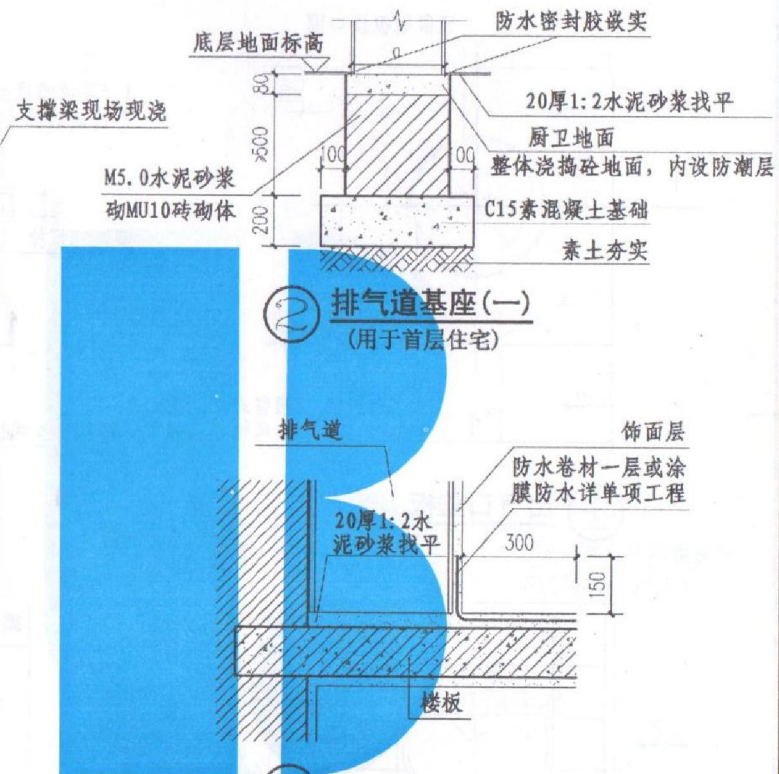 防水密封胶嵌实
底层地面标高
a
80
20厚1:2水泥砂浆找平
支撑梁现场现浇
厨卫地面
>500
100
100
整体浇捣砼地面，内设防潮层
M5.0水泥砂浆
砌MU10砖砌体
200
C15素混凝土基础
素土夯实
2 排气道基座(一)
(用于首层住宅)
排气道
饰面层
防水卷材一层或涂
膜防水详单项工程
20厚1:2水
泥砂浆找平
300
150
楼板